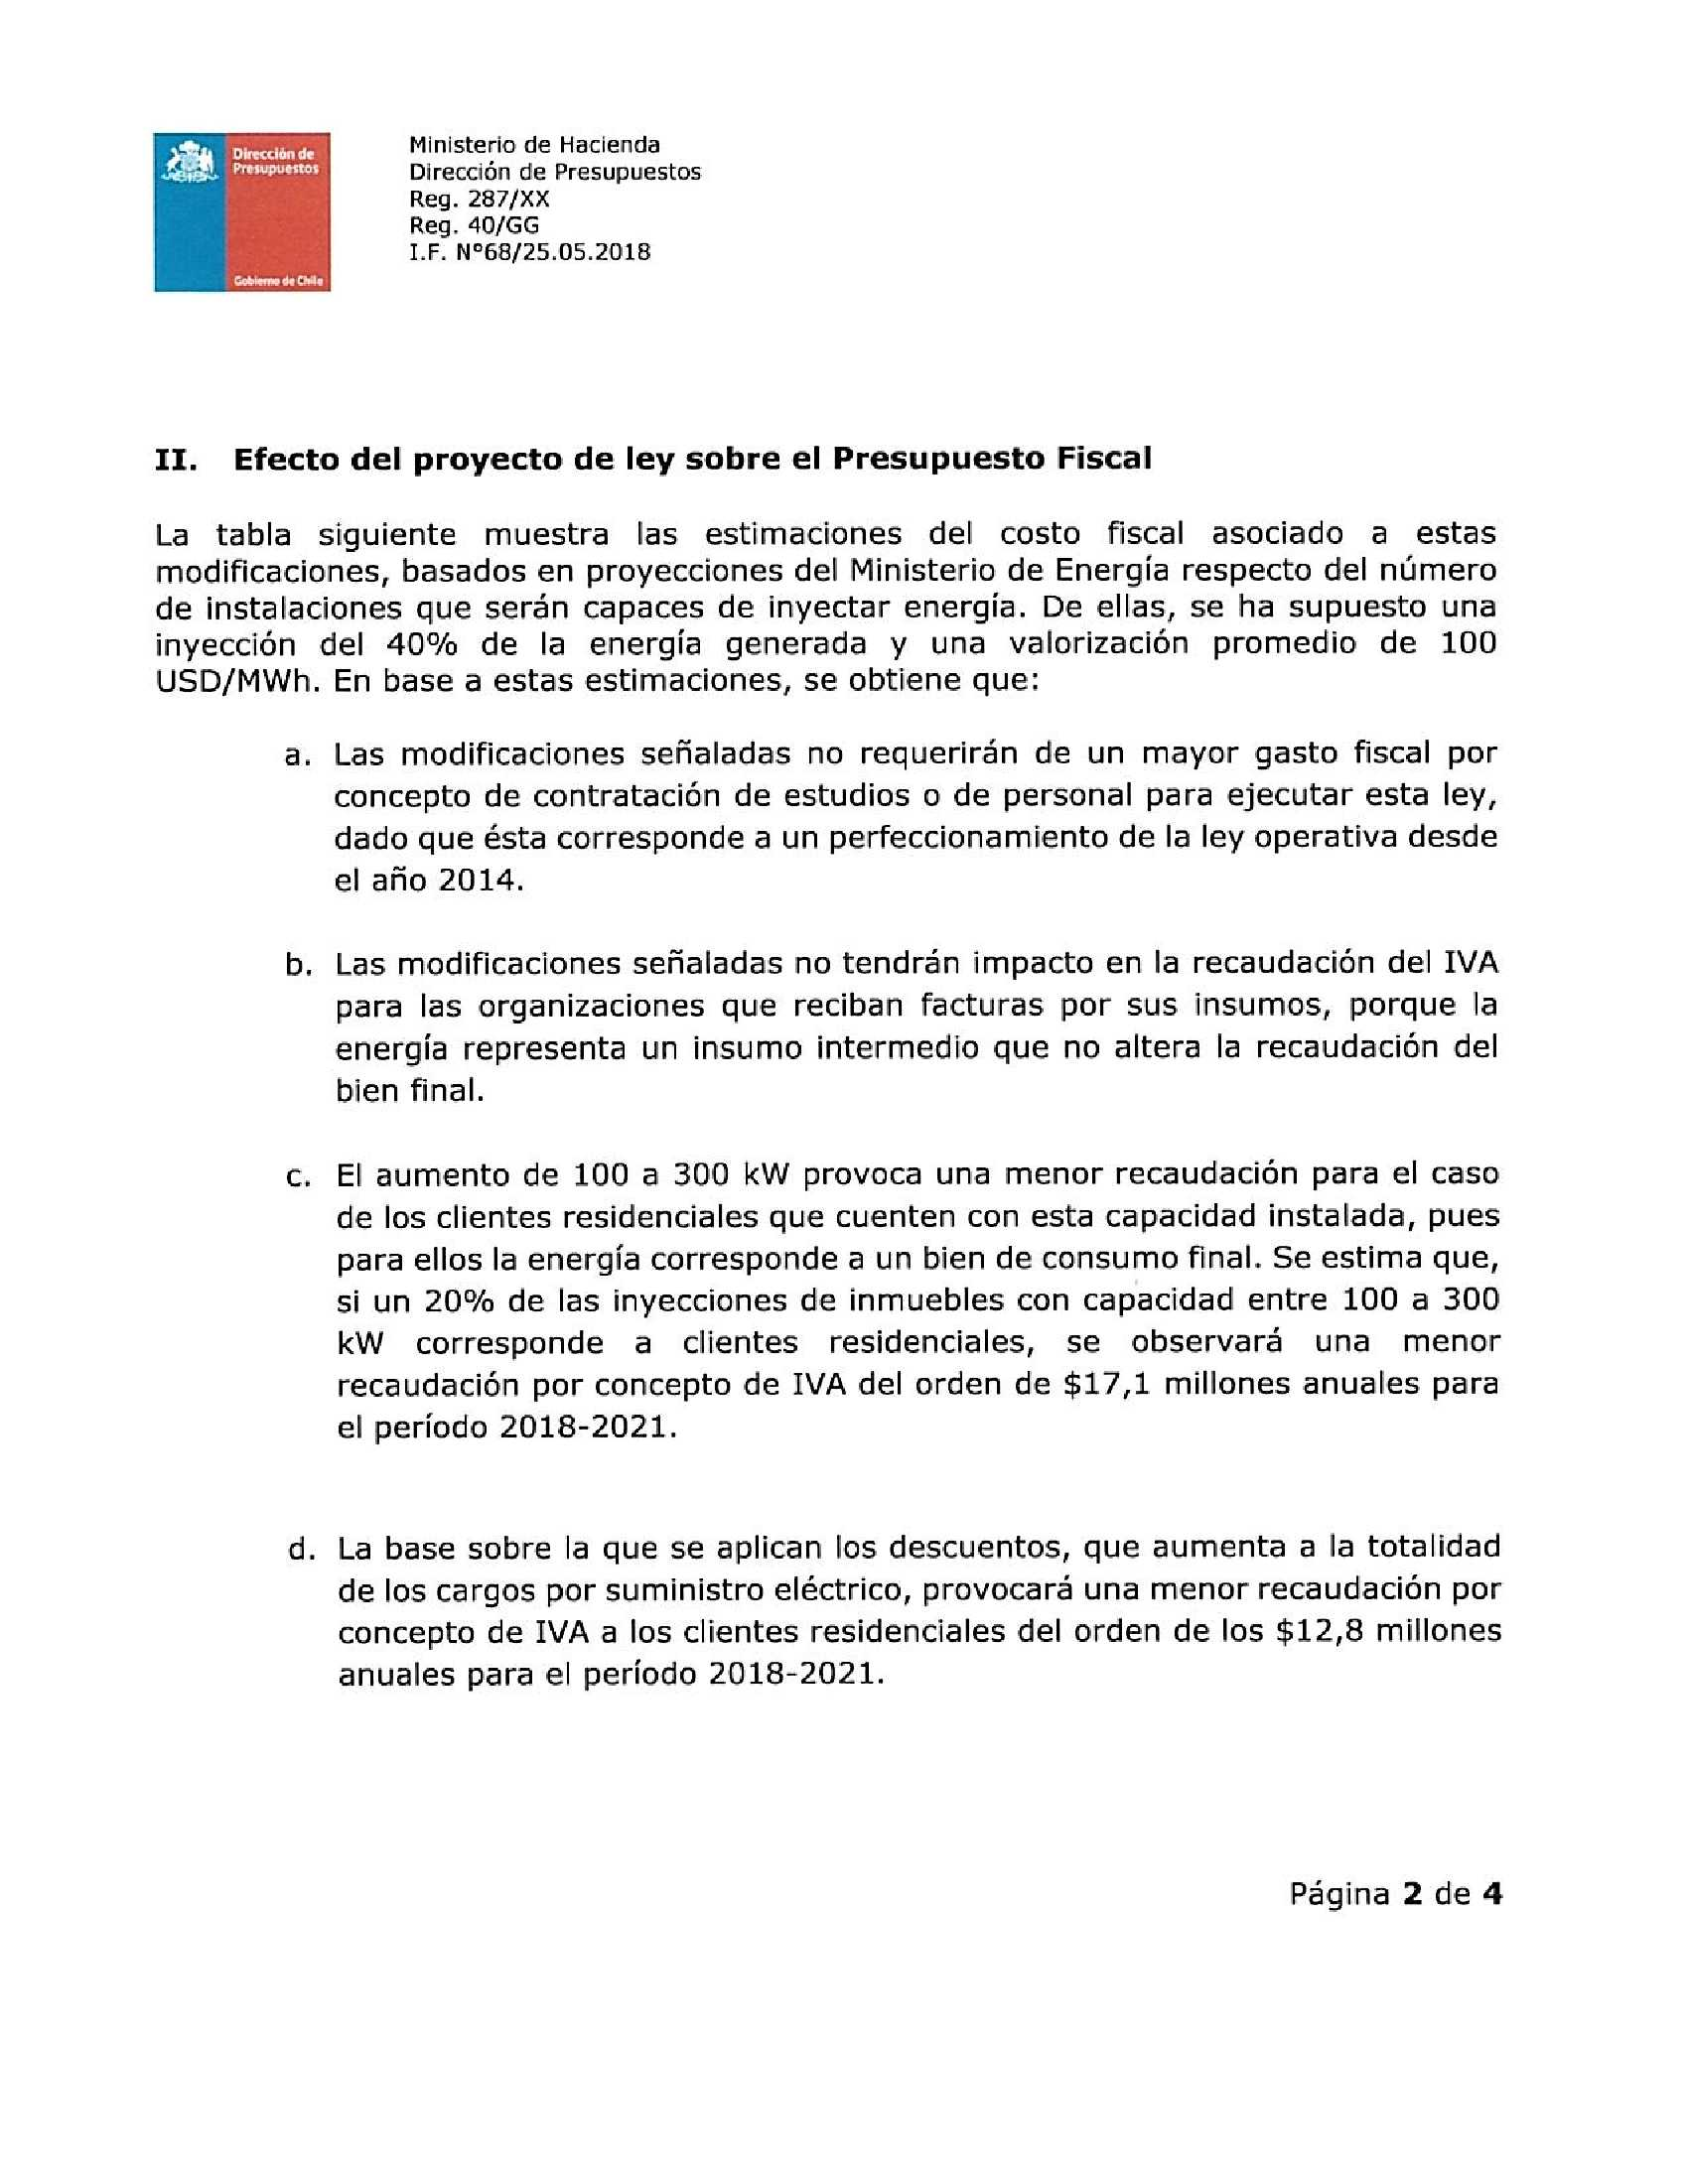 Dirección de
Presupuestos
Gobierno de Chile
Ministerio de Hacienda
Dirección de Presupuestos
Reg. 287/XX
Reg. 40/GG
I.F. N°68/25.05.2018
II. Efecto del proyecto de ley sobre el Presupuesto Fiscal
La tabla siguiente muestra las estimaciones del costo fiscal asociado a estas
modificaciones, basados en proyecciones del Ministerio de Energía respecto del número
de instalaciones que serán capaces de inyectar energía. De ellas, se ha supuesto una
inyección del 40% de la energía generada y una valorización promedio de 100
USD/MWh. En base a estas estimaciones, se obtiene que:
a. Las modificaciones señaladas no requerirán de un mayor gasto fiscal por
concepto de contratación de estudios o de personal para ejecutar esta ley,
dado que ésta corresponde a un perfeccionamiento de la ley operativa desde
el año 2014.
b. Las modificaciones señaladas no tendrán impacto en la recaudación del IVA
para las organizaciones que reciban facturas por sus insumos, porque la
energía representa un insumo intermedio que no altera la recaudación del
bien final.
c. El aumento de 100 a 300 kW provoca una menor recaudación para el caso
de los clientes residenciales que cuenten con esta capacidad instalada, pues
para ellos la energía corresponde a un bien de consumo final. Se estima que,
si un 20% de las inyecciones de inmuebles con capacidad entre 100 a 300
kW corresponde a clientes residenciales, se observará una menor
recaudación por concepto de IVA del orden de $17,1 millones anuales para
el período 2018-2021.
d. La base sobre la que se aplican los descuentos, que aumenta a la totalidad
de los cargos por suministro eléctrico, provocará una menor recaudación por
concepto de IVA a los clientes residenciales del orden de los $12,8 millones
anuales para el período 2018-2021.
Página 2 de 4